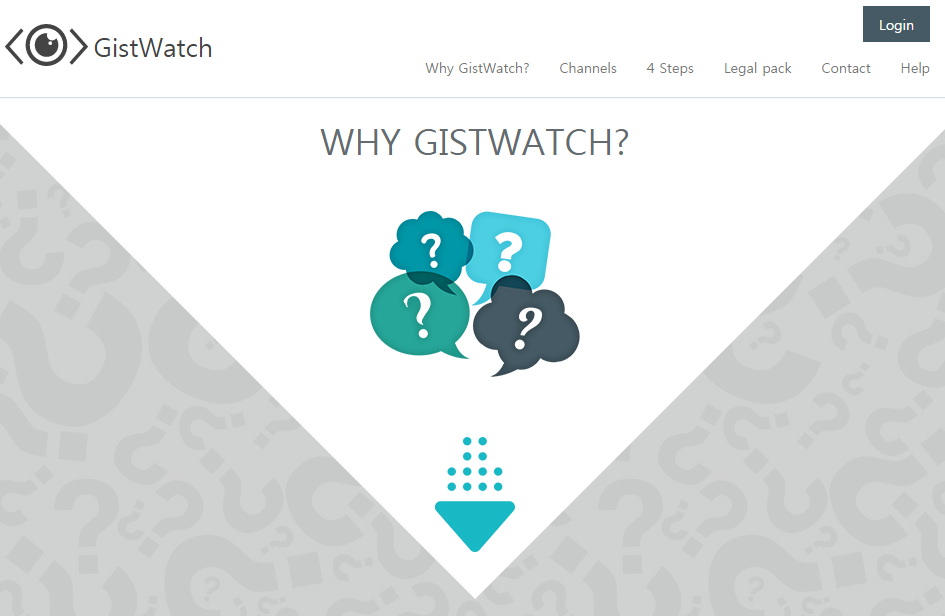 GistWatch
Login
Why GistWatch? Channels 4 Steps Legal pack Contact Help
WHY GISTWATCH?
? ?
? ?